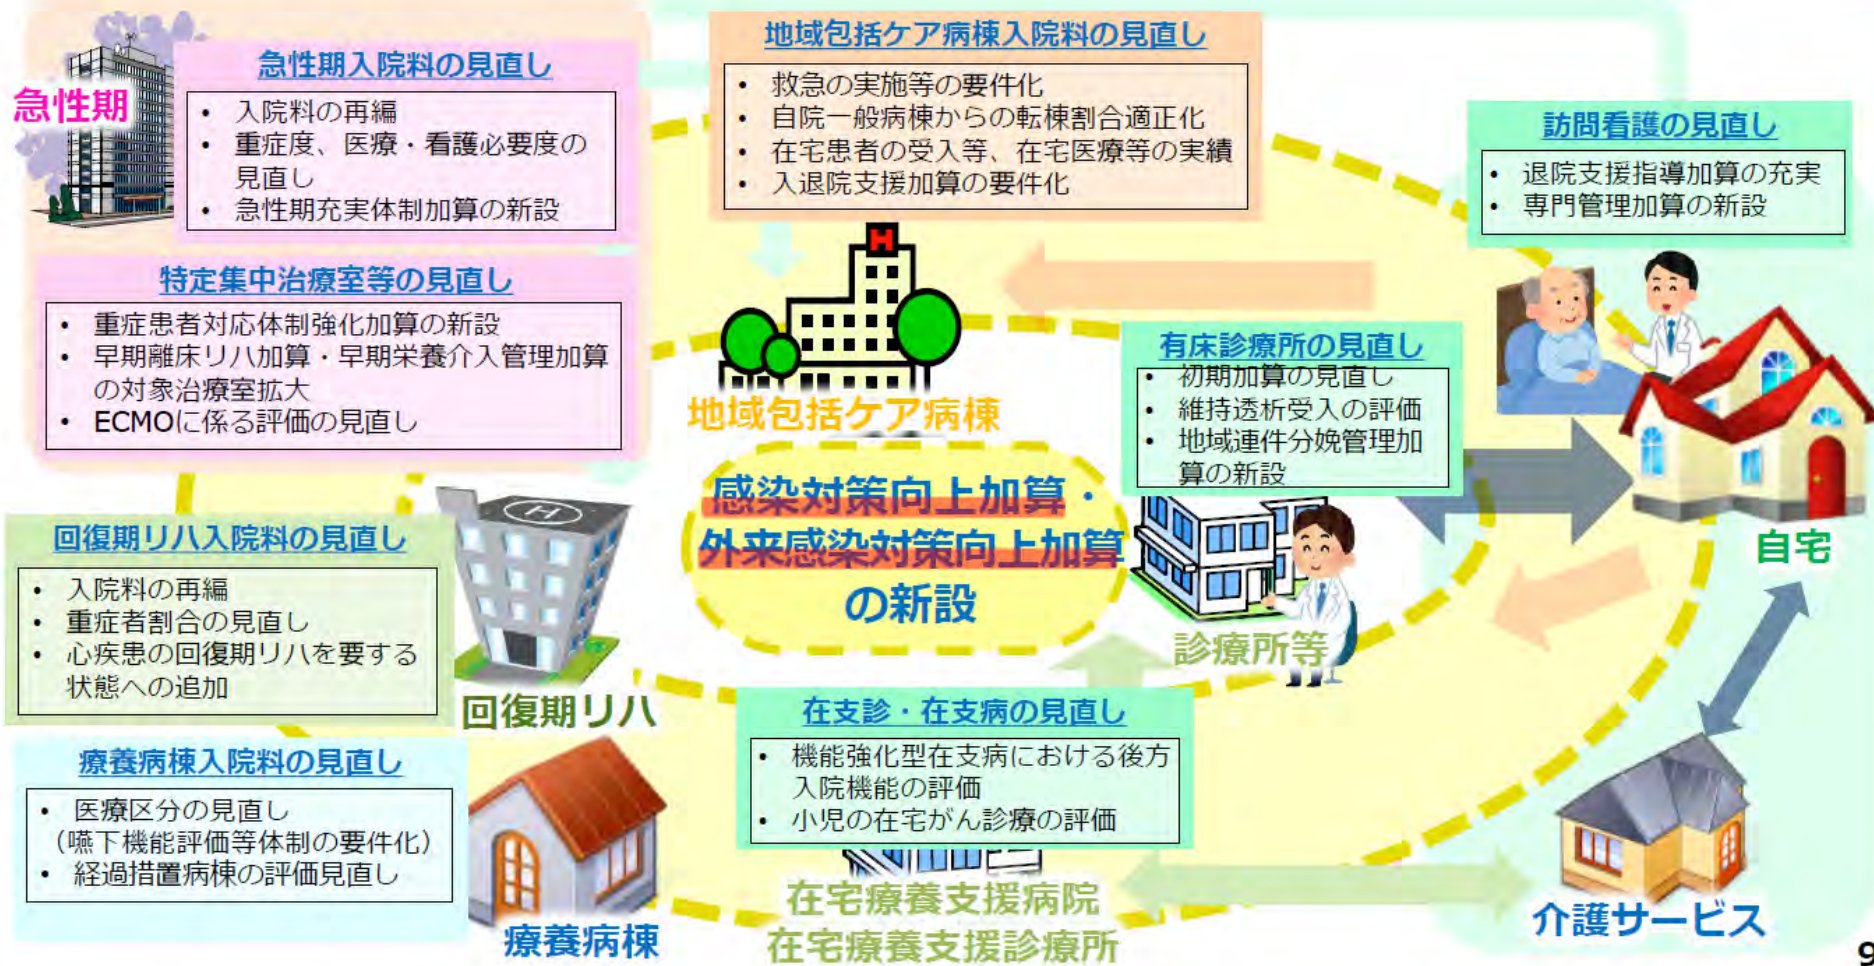 急性期
急性期入院料の見直し
• 入院料の再編
• 重症度、医療・看護必要度の
見直し
• 急性期充実体制加算の新設
特定集中治療室等の見直し
• 重症患者対応体制強化加算の新設
• 早期離床リハ加算・早期栄養介入管理加算
の対象治療室拡大
• ECMOに係る評価の見直し
地域包括ケア病棟入院料の見直し
• 救急の実施等の要件化
• 自院一般病棟からの転棟割合適正化
• 在宅患者の受入等、在宅医療等の実績
• 入退院支援加算の要件化
H
地域包括ケア病棟
訪問看護の見直し
• 退院支援指導加算の充実
• 専門管理加算の新設
有床診療所の見直し
• 初期加算の見直し
• 維持透析受入の評価
• 地域連件分娩管理加
算の新設
診療所等
自宅
感染対策向上加算・
外来感染対策向上加算
の新設
回復期リハ入院料の見直し
• 入院料の再編
• 重症者割合の見直し
• 心疾患の回復期リハを要する
状態への追加
H
回復期リハ
療養病棟入院料の見直し
• 医療区分の見直し
（嚥下機能評価等体制の要件化）
• 経過措置病棟の評価見直し
療養病棟
在支診・在支病の見直し
• 機能強化型在支病における後方
入院機能の評価
• 小児の在宅がん診療の評価
在宅療養支援病院
在宅療養支援診療所
介護サービス
9